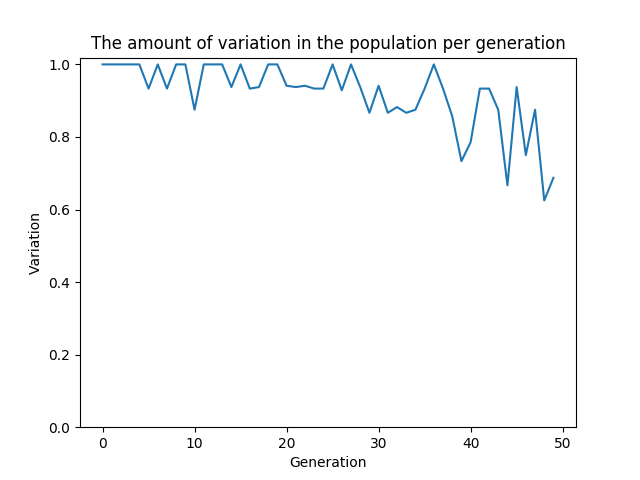 The amount of variation in the population per generation
1.0
0.8
0.6
0.4
0.2
0.0
Variation
0 10 20 30 40 50
Generation